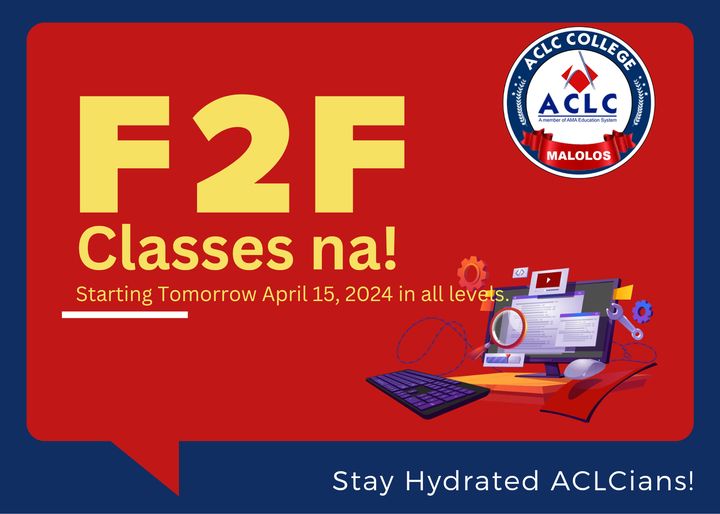 ACLC COLLEGE
ACLC
A member of AMA Education System
MALOLOS
F2F
Classes na!
Starting Tomorrow April 15, 2024 in all levels.
Stay Hydrated ACLCians!